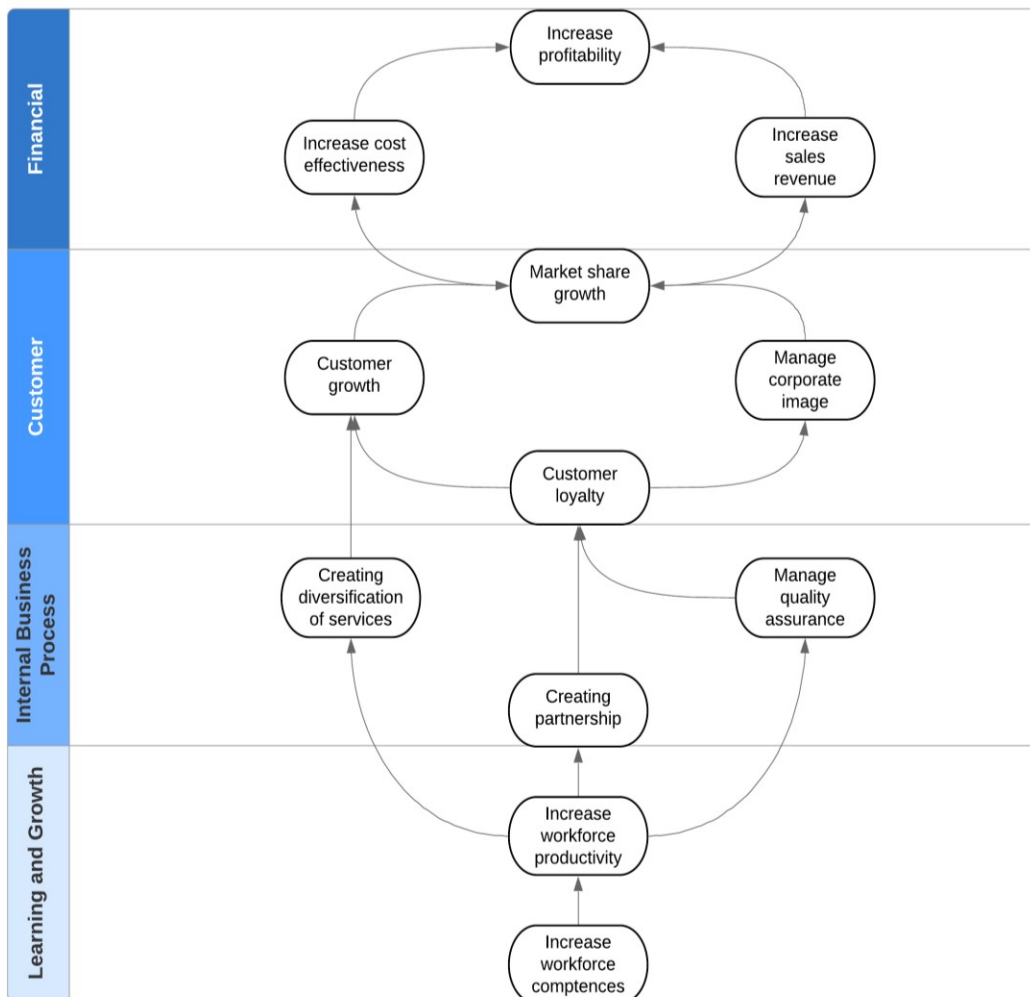 Financial
Increase
profitability
Increase cost
effectiveness
Increase
sales
revenue
Customer
Market share
growth
Customer
growth
Manage
corporate
image
Customer
loyalty
Internal Business
Process
Creating
diversification
of services
Manage
quality
assurance
Creating
partnership
Learning and Growth
Increase
workforce
productivity
Increase
workforce
comptences